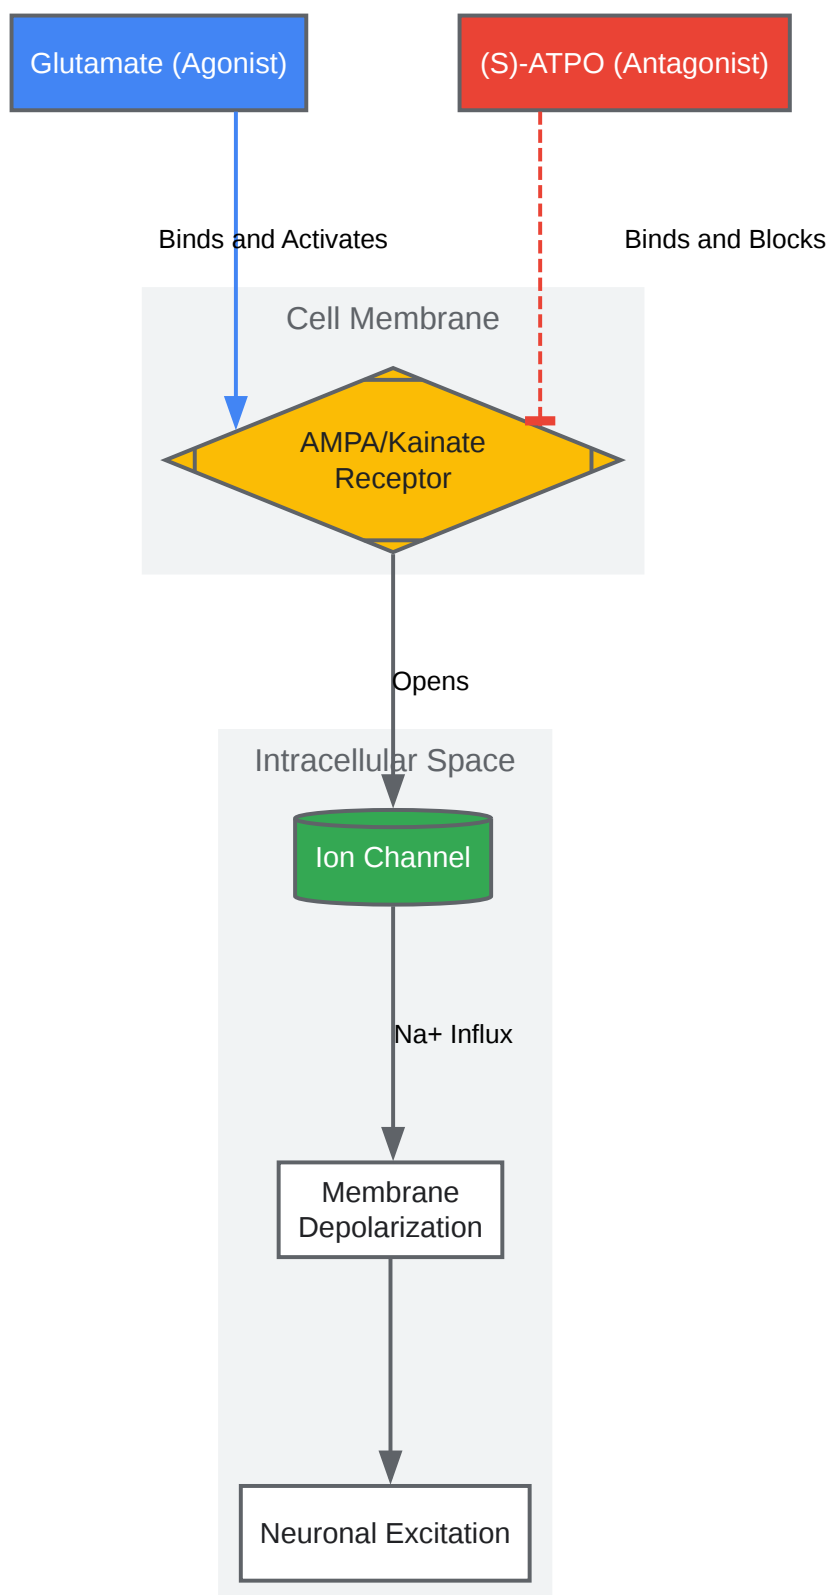 Glutamate (Agonist)
(S)-ATPO (Antagonist)
Binds and Activates
Binds and Blocks
Cell Membrane
AMPA/Kainate
Receptor
Opens
Intracellular Space
Ion Channel
Na+ Influx
Membrane
Depolarization
Neuronal Excitation